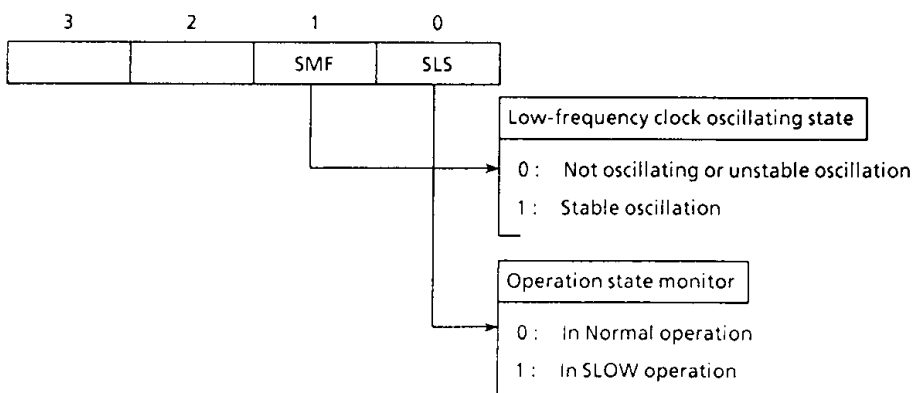 3 2 1 0
SMF SLS
Low-frequency clock oscillating state
0 : Not oscillating or unstable oscillation
1 : Stable oscillation
Operation state monitor
0 : In Normal operation
1 : In SLOW operation